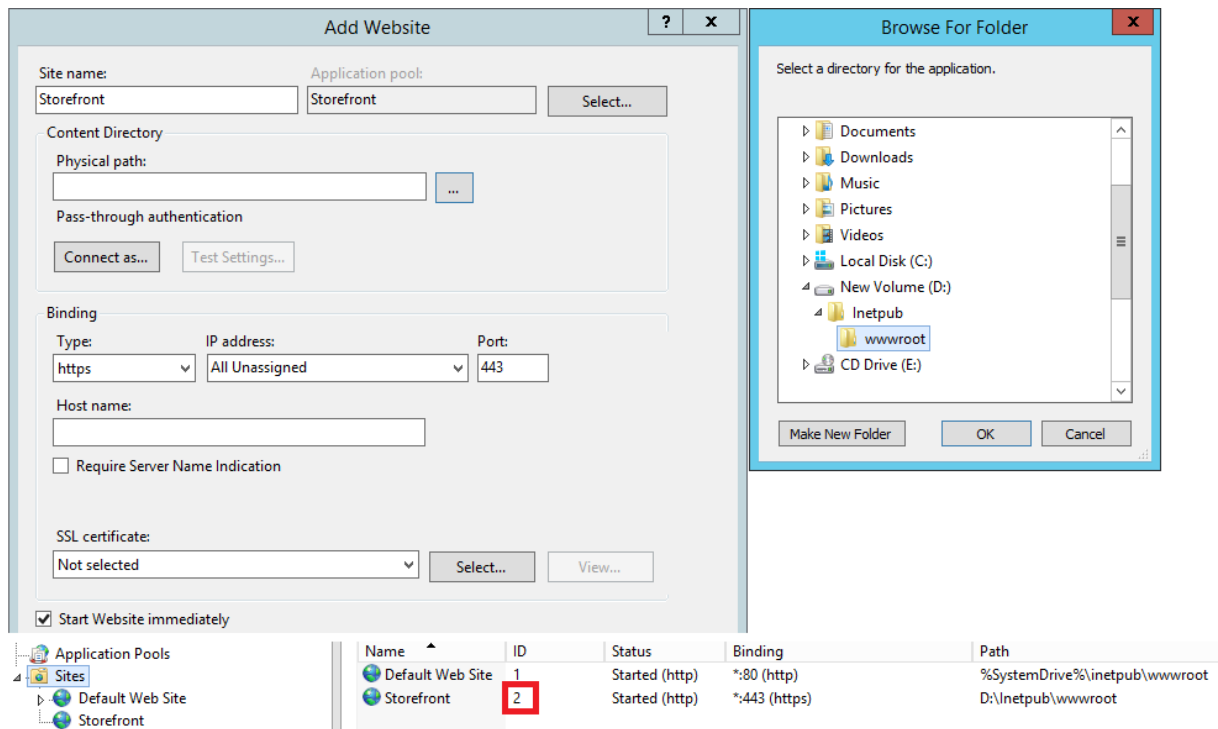 Add Website
?
x
Site name:
Application pool:
Storefront
Storefront
Select...
Content Directory
Physical path:
...
Pass-through authentication
Connect as...
Test Settings...
Binding
Type:
IP address:
Port:
https
All Unassigned
443
Host name:
Require Server Name Indication
SSL certificate:
Not selected
Select...
View...
Start Website immediately
Browse For Folder
x
Select a directory for the application.
Documents
Downloads
Music
Pictures
Videos
Local Disk (C:)
New Volume (D:)
Inetpub
wwwroot
CD Drive (E:)
Make New Folder
OK
Cancel
Application Pools
Sites
Default Web Site
Storefront
Name ID Status Binding Path
Default Web Site 1 Started (http) *:80 (http) %SystemDrive%\inetpub\wwwroot
Storefront 2 Started (http) *:443 (https) D:\Inetpub\wwwroot